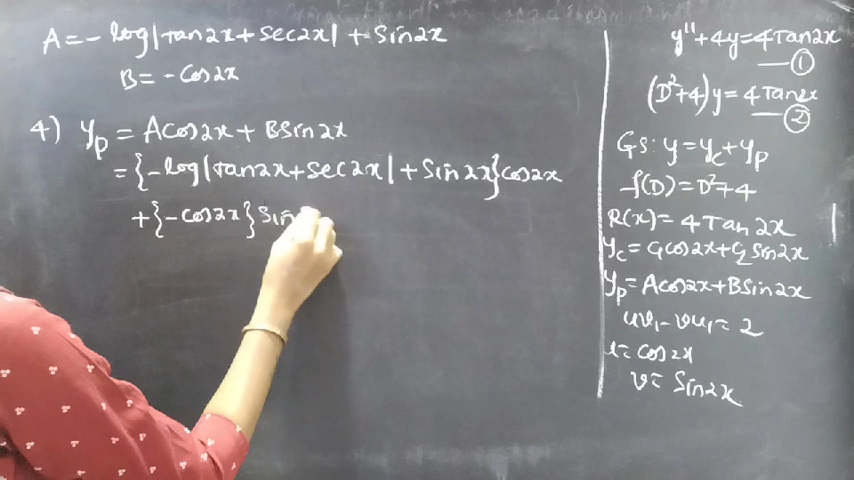 A = - log|tan2x + sec2x| + sin2x
B = - cos2x
4) yp = Acos2x + Bsin2x
= {-log|tan2x + sec2x| + sin2x}cos2x
+ {-cos2x} sin
y'' + 4y = 4Tan2x
— ①
(D² + 4) y = 4Tan2x
— ②
GS: y = yc + yp
f(D) = D² + 4
R(x) = 4Tan2x
yc = C₁cos2x + C₂sin2x
yp = Acos2x + Bsin2x
uv₁ - vu₁ = 2
u = cos2x
v = sin2x